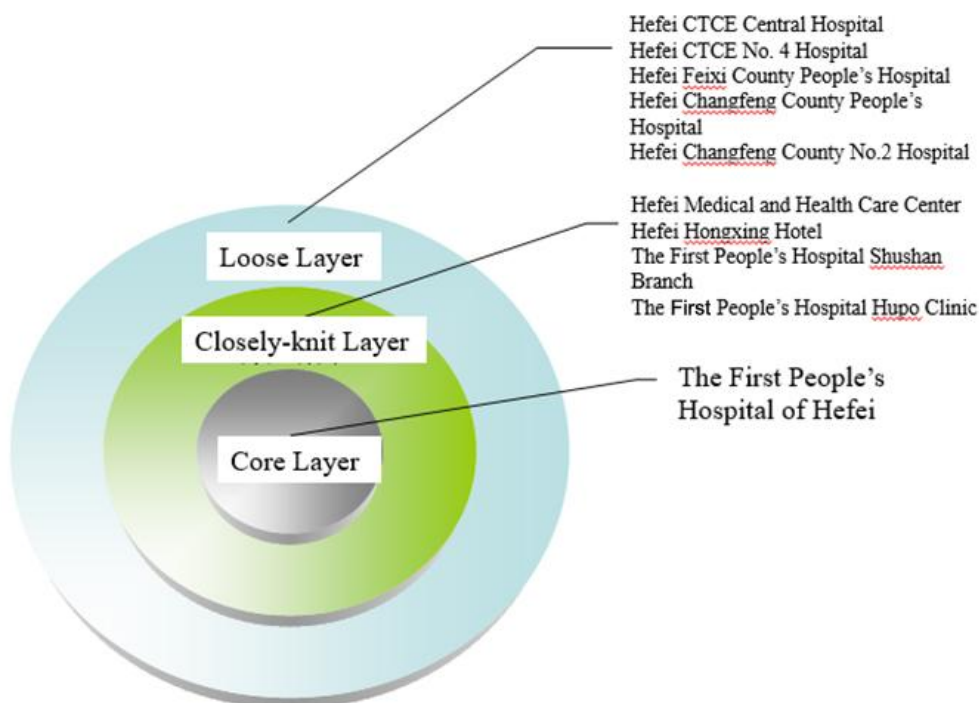 Hefei CTCE Central Hospital
Hefei CTCE No. 4 Hospital
Hefei Feixi County People's Hospital
Hefei Changfeng County People's
Hospital
Hefei Changfeng County No.2 Hospital
Hefei Medical and Health Care Center
Hefei Hongxing Hotel
The First People's Hospital Shushan
Branch
The First People's Hospital Hupo Clinic
Loose Layer
Closely-knit Layer
The First People's
Hospital of Hefei
Core Layer